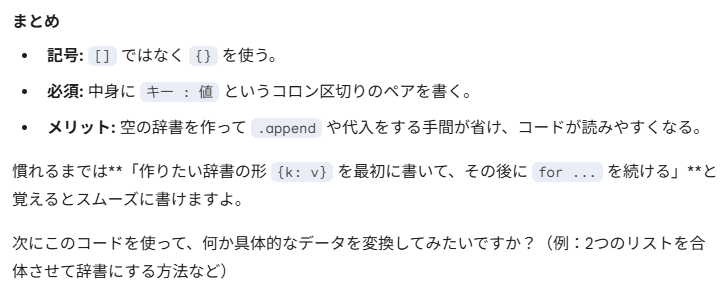 まとめ
• 記号: [] ではなく {} を使う。
• 必須: 中身に キー : 値 というコロン区切りのペアを書く。
• メリット: 空の辞書を作って .append や代入をする手間が省け、コードが読みやすくなる。
慣れるまでは**「作りたい辞書の形 {k: v} を最初に書いて、その後に for ... を続ける」**と
覚えるとスムーズに書けますよ。
次にこのコードを使って、何か具体的なデータを変換してみたいですか？（例：2つのリストを合
体させて辞書にする方法など）